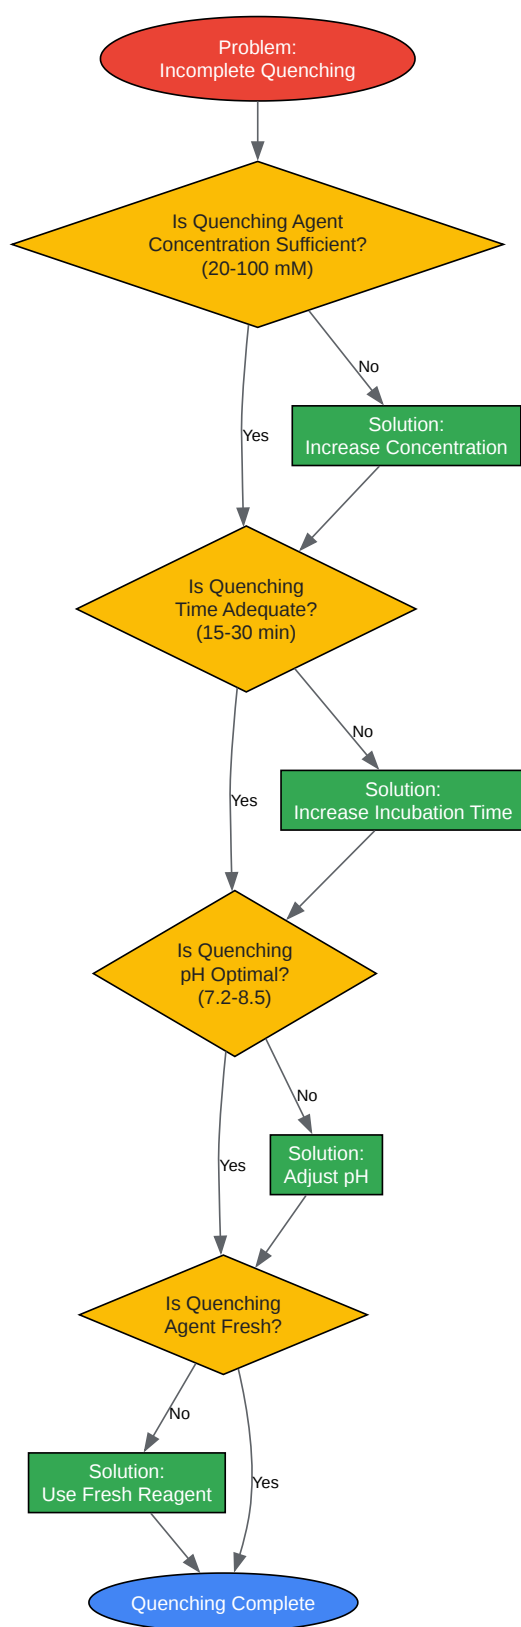 Problem:
Incomplete Quenching
Is Quenching Agent
Concentration Sufficient?
(20-100 mM)
No
Yes
Solution:
Increase Concentration
Is Quenching
Time Adequate?
(15-30 min)
No
Yes
Solution:
Increase Incubation Time
Is Quenching
pH Optimal?
(7.2-8.5)
No
Yes
Solution:
Adjust pH
Is Quenching
Agent Fresh?
No
Yes
Solution:
Use Fresh Reagent
Quenching Complete